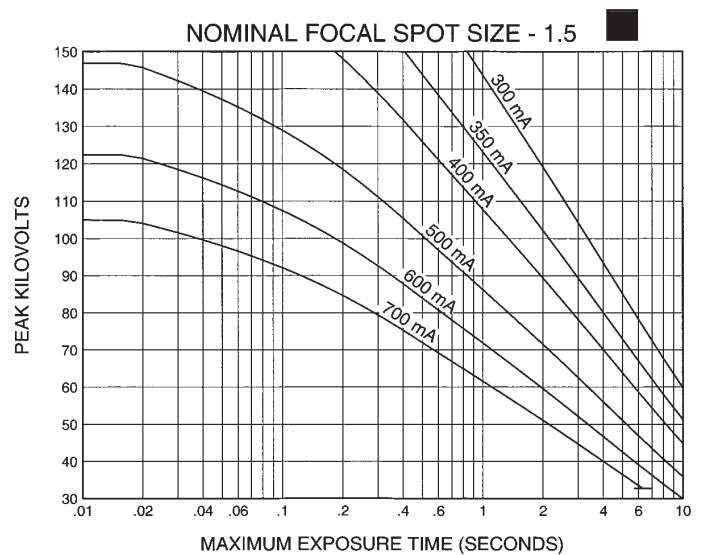 NOMINAL FOCAL SPOT SIZE - 1.5
150
140
130
120
110
100
90
80
70
60
50
40
30
PEAK KILOVOLTS
300 mA
350 mA
400 mA
500 mA
600 mA
700 mA
.01 .02 .04 .06 .1 .2 .4 .6 1 2 4 6 10
MAXIMUM EXPOSURE TIME (SECONDS)